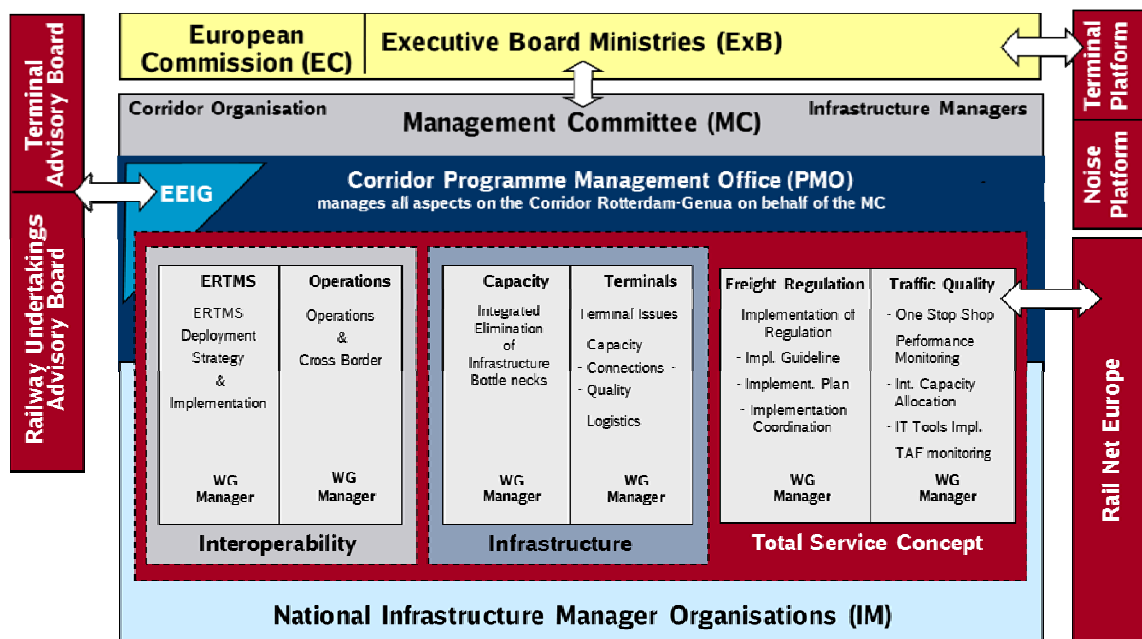 Terminal
Advisory Board
Railway Undertakings
Advisory Board
European
Commission (EC)
Executive Board Ministries (ExB)
Terminal
Platform
Noise
Platform
Rail Net Europe
Corridor Organisation
Infrastructure Managers
Management Committee (MC)
EEIG
Corridor Programme Management Office (PMO)
manages all aspects on the Corridor Rotterdam-Genua on behalf of the MC
ERTMS
ERTMS
Deployment
Strategy
&
Implementation
WG
Manager
Operations
Operations
&
Cross Border
WG
Manager
Interoperability
Capacity
Integrated
Elimination
of
Infrastructure
Bottle necks
WG
Manager
Terminals
Terminal Issues
Capacity
- Connections -
- Quality
Logistics
WG
Manager
Infrastructure
Freight Regulation
Implementation of
Regulation
- Impl. Guideline
- Implement. Plan
- Implementation
Coordination
WG
Manager
Traffic Quality
- One Stop Shop
Performance
Monitoring
- Int. Capacity
Allocation
- IT Tools Impl.
TAF monitoring
WG
Manager
Total Service Concept
National Infrastructure Manager Organisations (IM)